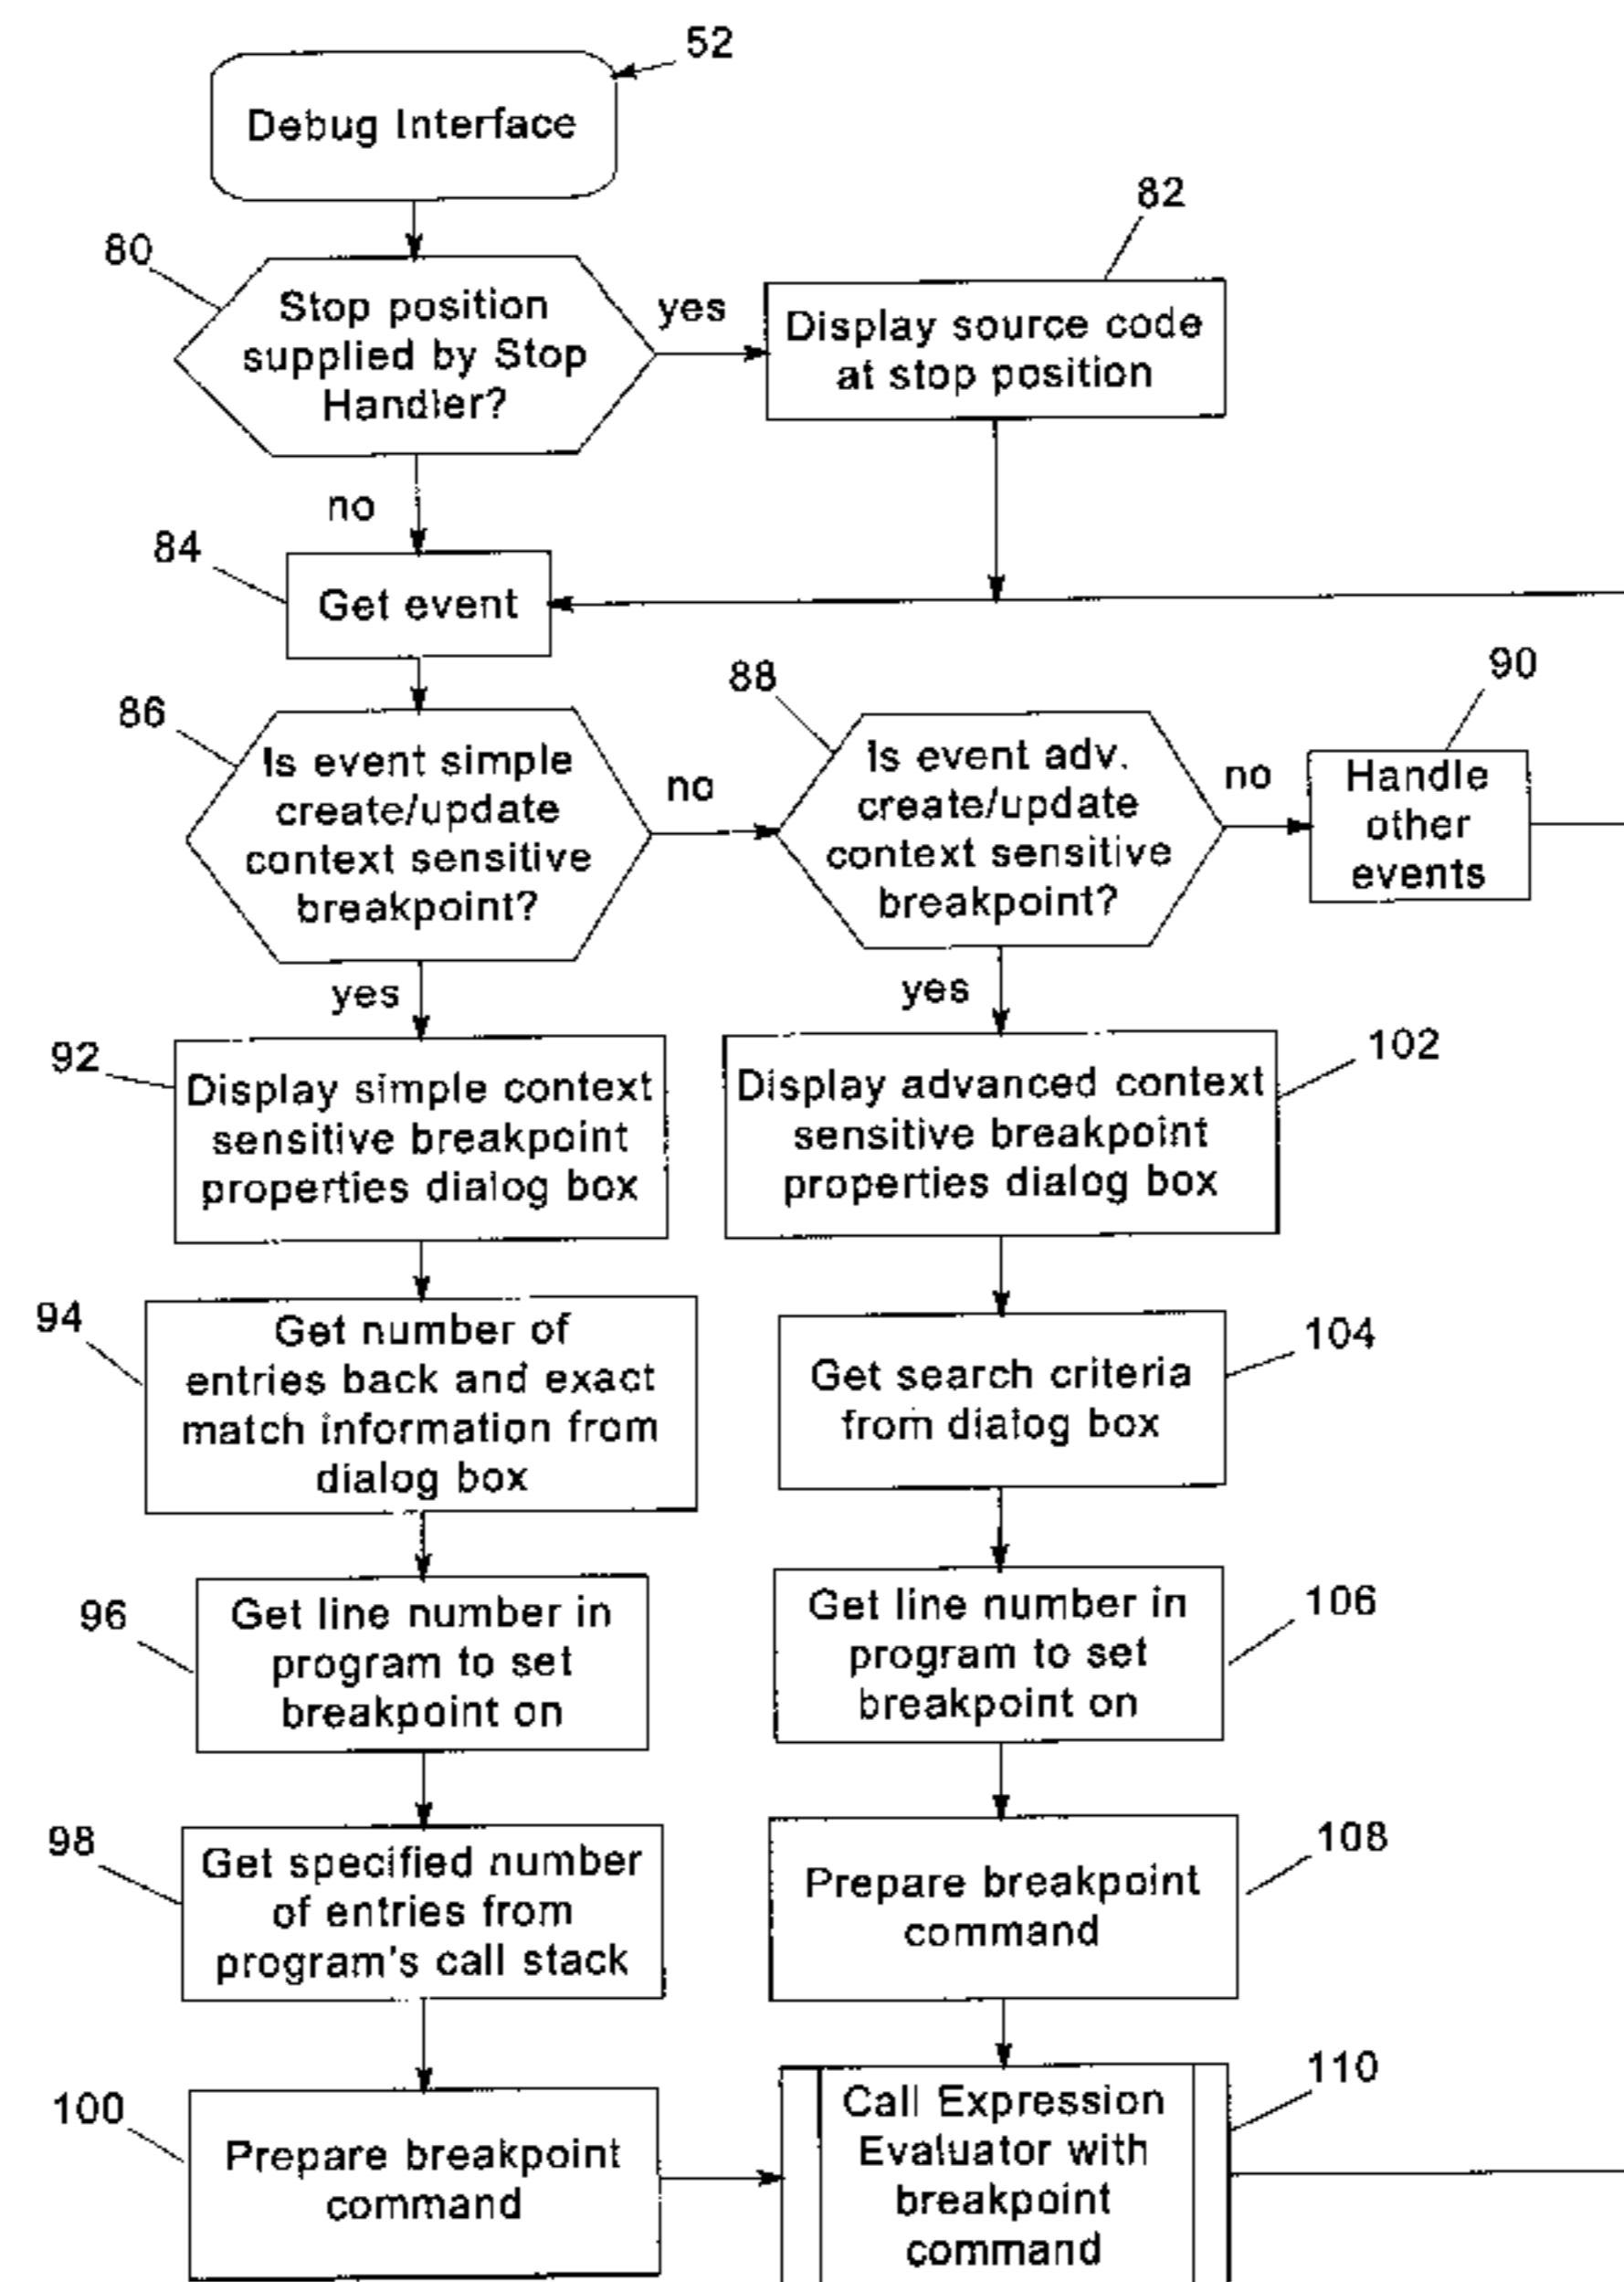 52
Debug Interface
80
Stop position
supplied by Stop
Handler?
yes
82
Display source code
at stop position
no
84
Get event
86
Is event simple
create/update
context sensitive
breakpoint?
no
88
Is event adv.
create/update
context sensitive
breakpoint?
no
90
Handle
other
events
yes
yes
92
Display simple context
sensitive breakpoint
properties dialog box
102
Display advanced context
sensitive breakpoint
properties dialog box
94
Get number of
entries back and exact
match information from
dialog box
104
Get search criteria
from dialog box
96
Get line number in
program to set
breakpoint on
106
Get line number in
program to set
breakpoint on
98
Get specified number
of entries from
program's call stack
108
Prepare breakpoint
command
100
Prepare breakpoint
command
110
Call Expression
Evaluator with
breakpoint
command